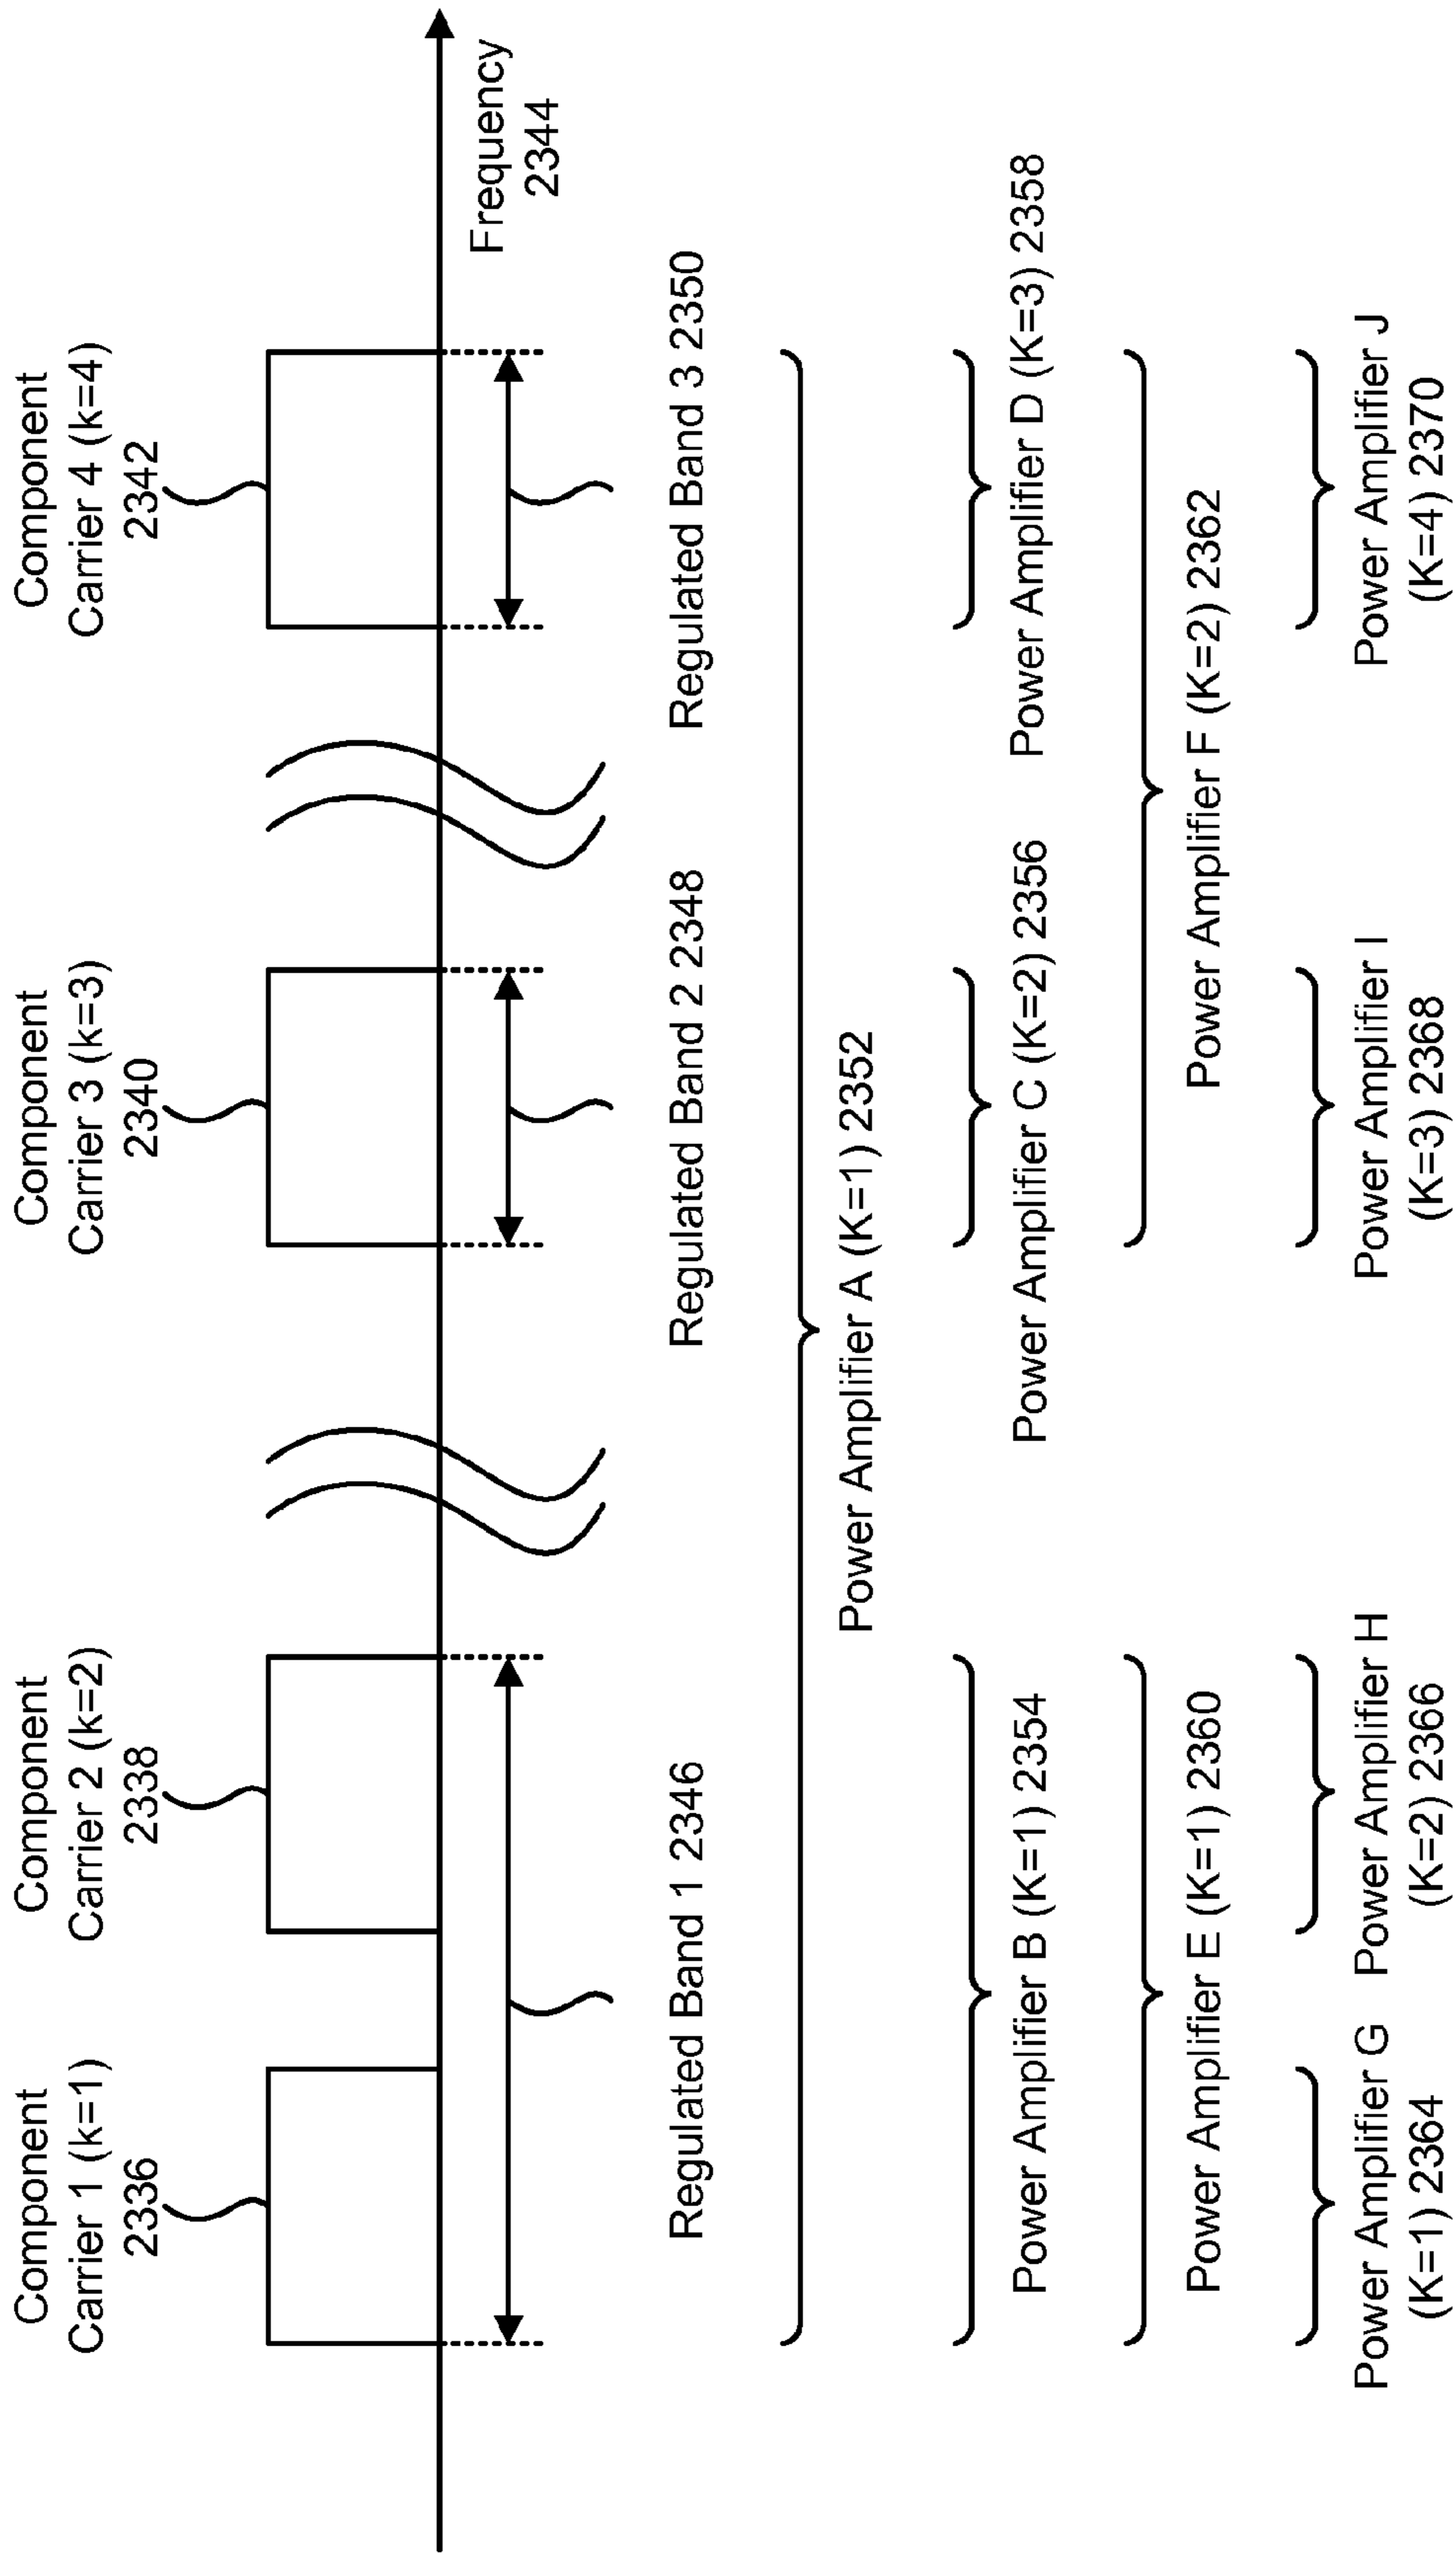 Component
Carrier 1 (k=1)
2336
Component
Carrier 2 (k=2)
2338
Component
Carrier 3 (k=3)
2340
Component
Carrier 4 (k=4)
2342
Frequency
2344
Regulated Band 1 2346
Regulated Band 2 2348
Regulated Band 3 2350
Power Amplifier A (K=1) 2352
Power Amplifier B (K=1) 2354
Power Amplifier C (K=2) 2356
Power Amplifier D (K=3) 2358
Power Amplifier E (K=1) 2360
Power Amplifier F (K=2) 2362
Power Amplifier G
(K=1) 2364
Power Amplifier H
(K=2) 2366
Power Amplifier I
(K=3) 2368
Power Amplifier J
(K=4) 2370